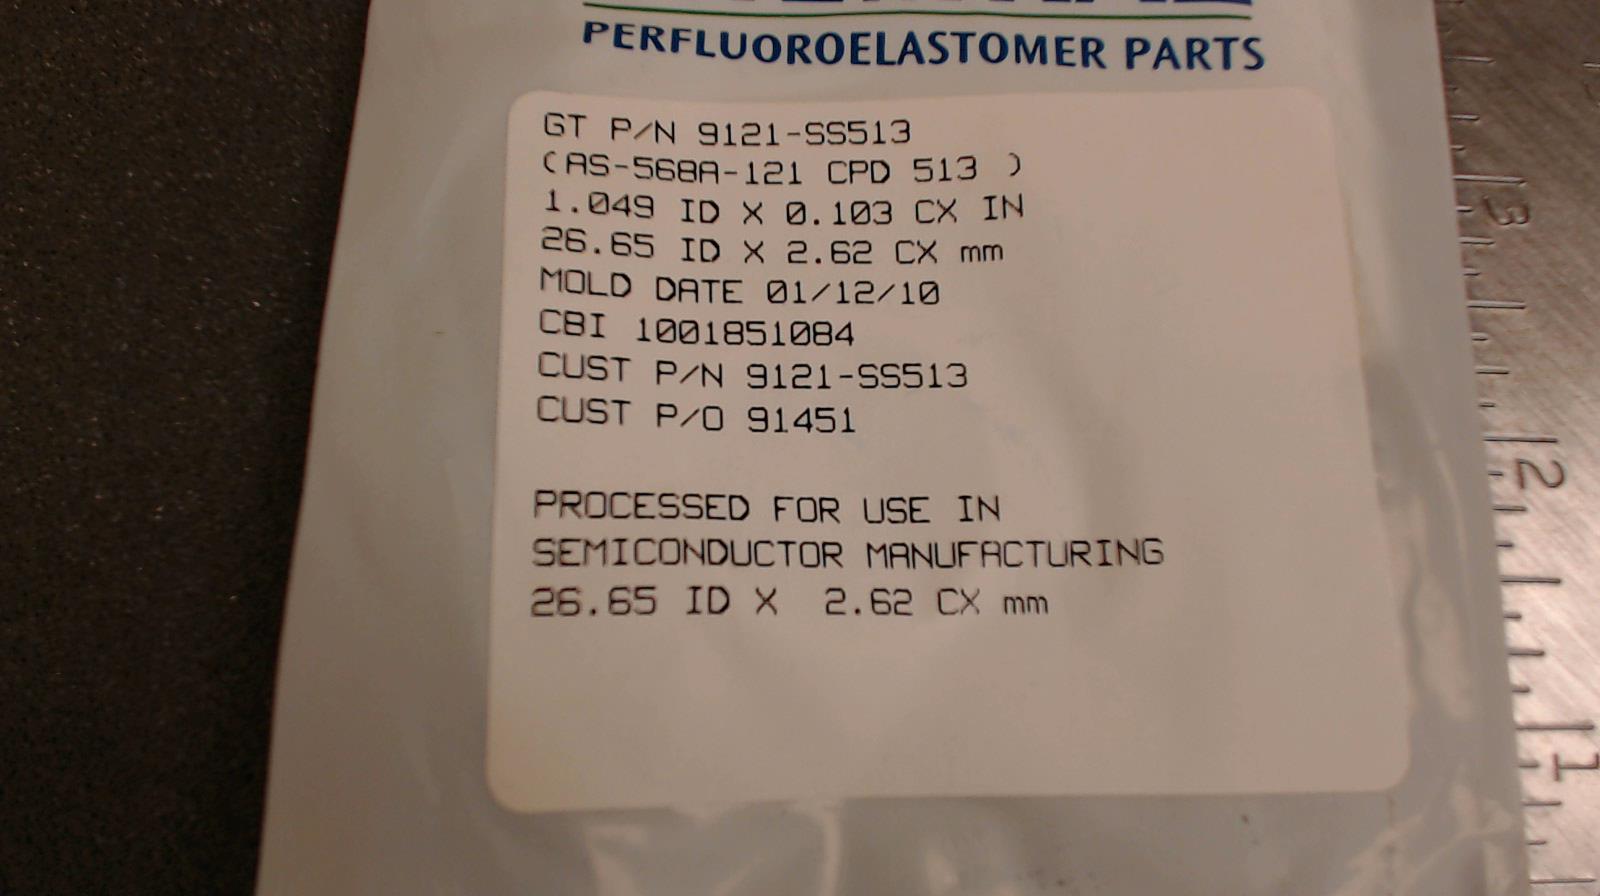 PERFLUOROELASTOMER PARTS
GT P/N 9121-SS513
(AS-568A-121 CPD 513 )
1.049 ID X 0.103 CX IN
26.65 ID X 2.62 CX mm
MOLD DATE 01/12/10
CBI 1001851084
CUST P/N 9121-SS513
CUST P/O 91451
PROCESSED FOR USE IN
SEMICONDUCTOR MANUFACTURING
26.65 ID X 2.62 CX mm
3
2
1